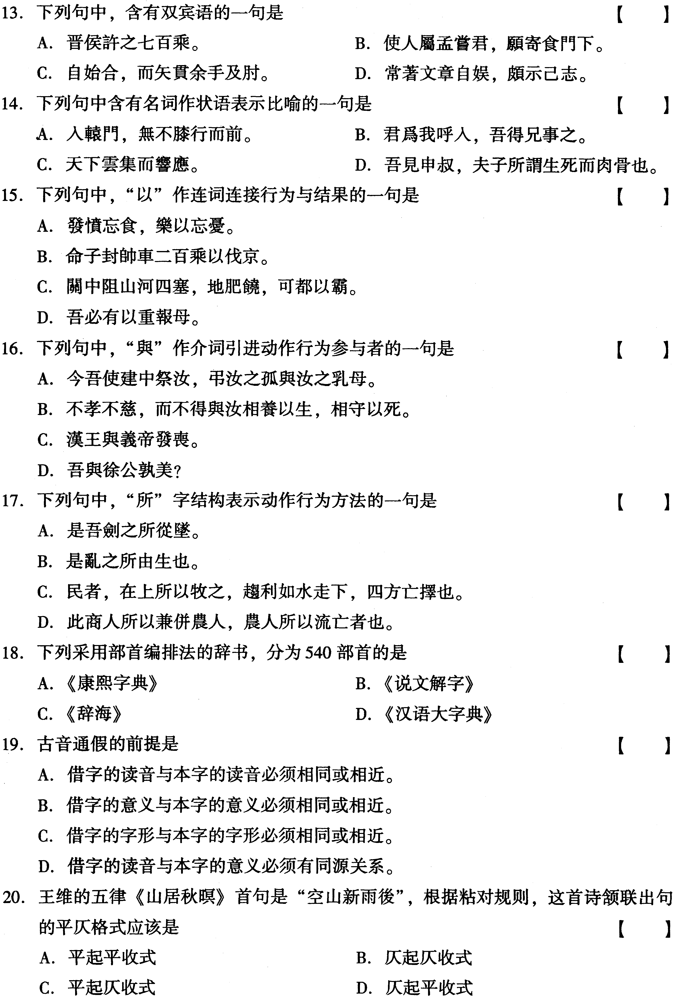 13. 下列句中，含有双宾语的一句是 【 】
A. 晋侯許之七百乘。 B. 使人屬孟嘗君，願寄食門下。
C. 自始合，而矢貫余手及肘。 D. 常著文章自娱，頗示己志。
14. 下列句中含有名词作状语表示比喻的一句是 【 】
A. 入轅門，無不膝行而前。 B. 君爲我呼入，吾得兄事之。
C. 天下雲集而響應。 D. 吾見申叔，夫子所謂生死而肉骨也。
15. 下列句中，“以”作连词连接行为与结果的一句是 【 】
A. 發憤忘食，樂以忘憂。
B. 命子封帥車二百乘以伐京。
C. 關中阻山河四塞，地肥饒，可都以霸。
D. 吾必有以重報母。
16. 下列句中，“與”作介词引进动作行为参与者的一句是 【 】
A. 今吾使建中祭汝，弔汝之孤與汝之乳母。
B. 不孝不慈，而不得與汝相養以生，相守以死。
C. 漢王與義帝發喪。
D. 吾與徐公孰美？
17. 下列句中，“所”字结构表示动作行为方法的一句是 【 】
A. 是吾劍之所從墜。
B. 是亂之所由生也。
C. 民者，在上所以牧之，趨利如水走下，四方亡擇也。
D. 此商人所以兼併農人，農人所以流亡者也。
18. 下列采用部首编排法的辞书，分为 540 部首的是 【 】
A.《康熙字典》 B.《说文解字》
C.《辞海》 D.《汉语大字典》
19. 古音通假的前提是 【 】
A. 借字的读音与本字的读音必须相同或相近。
B. 借字的意义与本字的意义必须相同或相近。
C. 借字的字形与本字的字形必须相同或相近。
D. 借字的读音与本字的意义必须有同源关系。
20. 王维的五律《山居秋暝》首句是“空山新雨後”，根据粘对规则，这首诗颔联出句
的平仄格式应该是 【 】
A. 平起平收式 B. 仄起仄收式
C. 平起仄收式 D. 仄起平收式